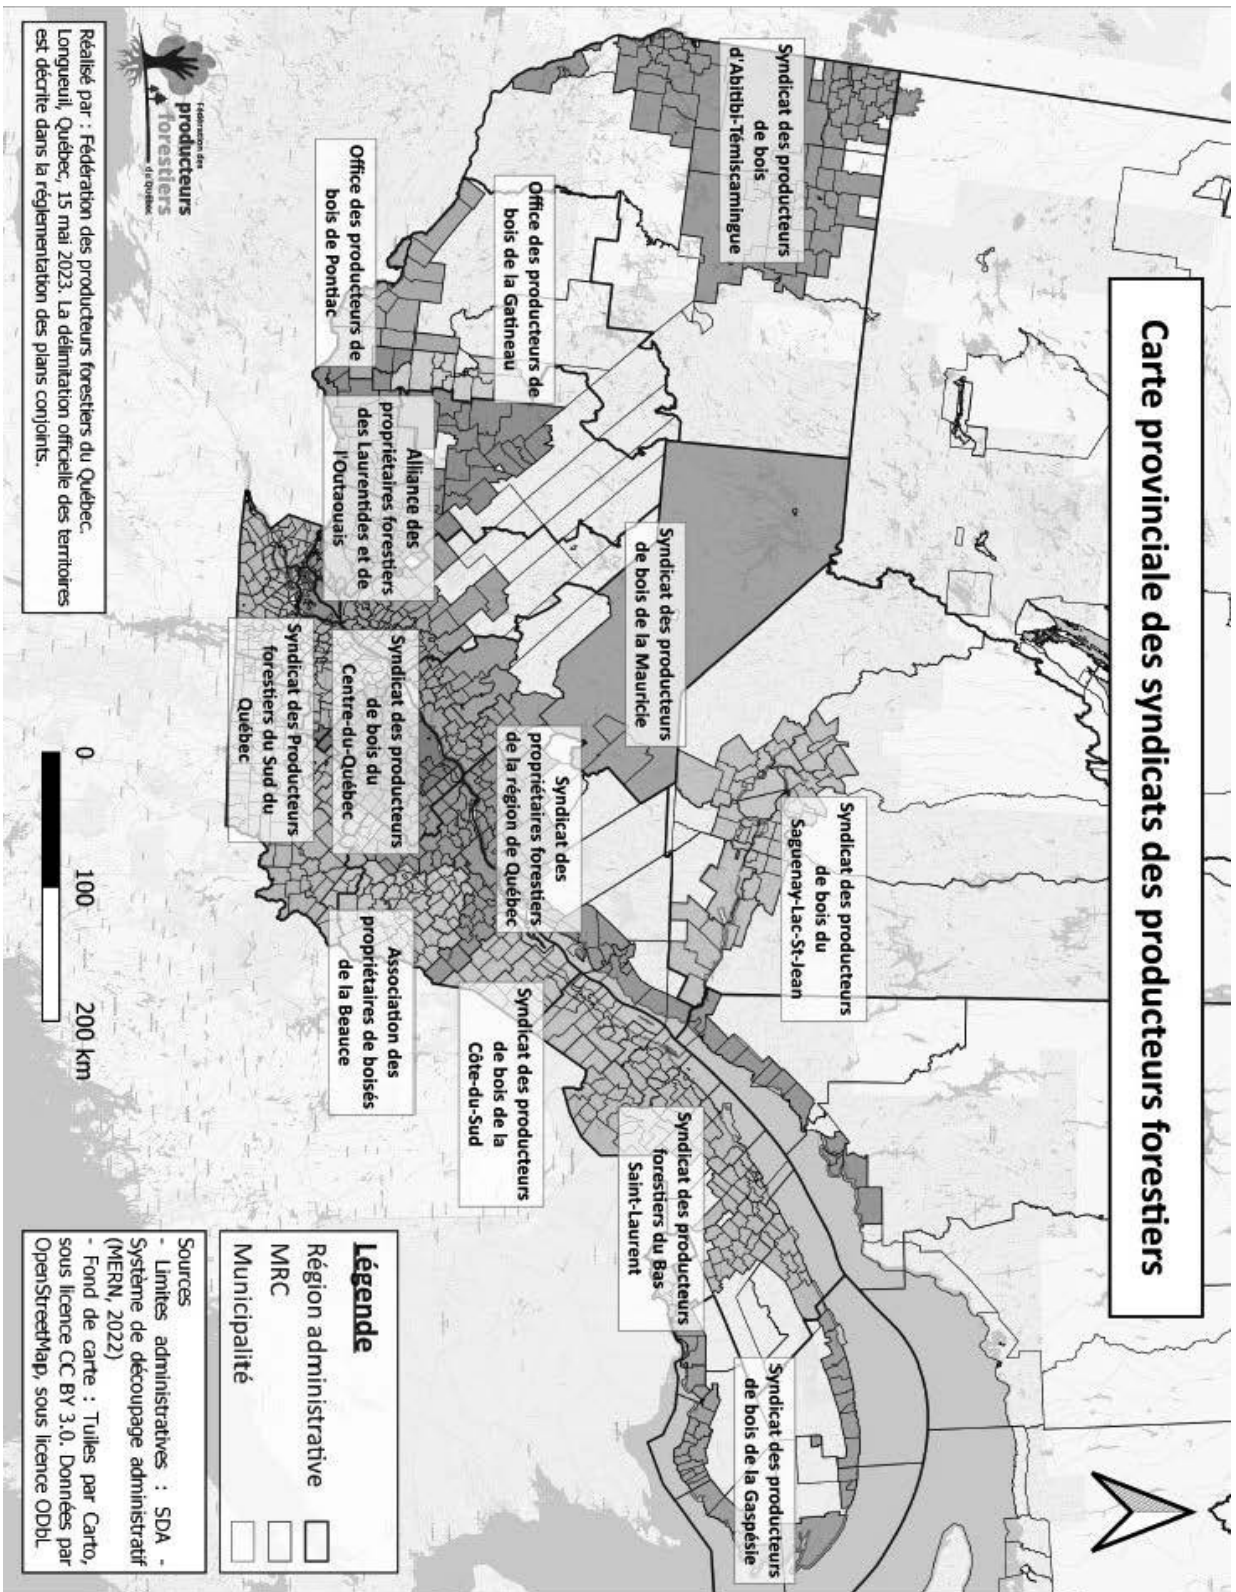 Carte provinciale des syndicats des producteurs forestiers
Syndicat des producteurs
de bois
d'Abitibi-Témiscamingue
Syndicat des producteurs
de bois du
Saguenay-Lac-St-Jean
Syndicat des producteurs
de bois de la Gaspésie
Syndicat des producteurs
de bois de la Mauricie
Syndicat des producteurs
forestiers du Bas
Saint-Laurent
Office des producteurs de
bois de la Gatineau
Syndicat des
propriétaires forestiers
de la région de Québec
Syndicat des producteurs
de bois de la
Côte-du-Sud
Office des producteurs de
bois de Pontiac
Alliance des
propriétaires forestiers
des Laurentides et de
l'Outaouais
Syndicat des producteurs
de bois du
Centre-du-Québec
Association des
propriétaires de boisés
de la Beauce
Syndicat des Producteurs
forestiers du Sud du
Québec
Fédération des
producteurs
forestiers
du Québec
Réalisé par : Fédération des producteurs forestiers du Québec.
Longueuil, Québec, 15 mai 2023. La délimitation officielle des territoires
est décrite dans la réglementation des plans conjoints.
0 100 200 km
Légende
Région administrative
MRC
Municipalité
Sources
- Limites administratives : SDA -
Système de découpage administratif
(MERN, 2022)
- Fond de carte : Tuiles par Carto,
sous licence CC BY 3.0. Données par
OpenStreetMap, sous licence ODbL